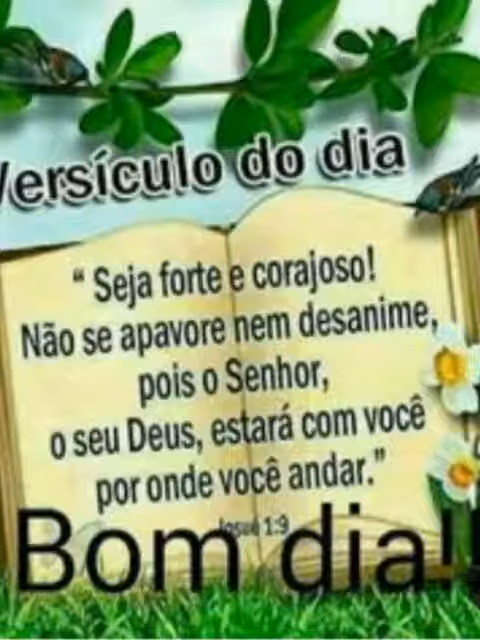 Versículo do dia
“ Seja forte e corajoso!
Não se apavore nem desanime,
pois o Senhor,
o seu Deus, estará com você
por onde você andar.”
Josué 1:9
Bom dia!!